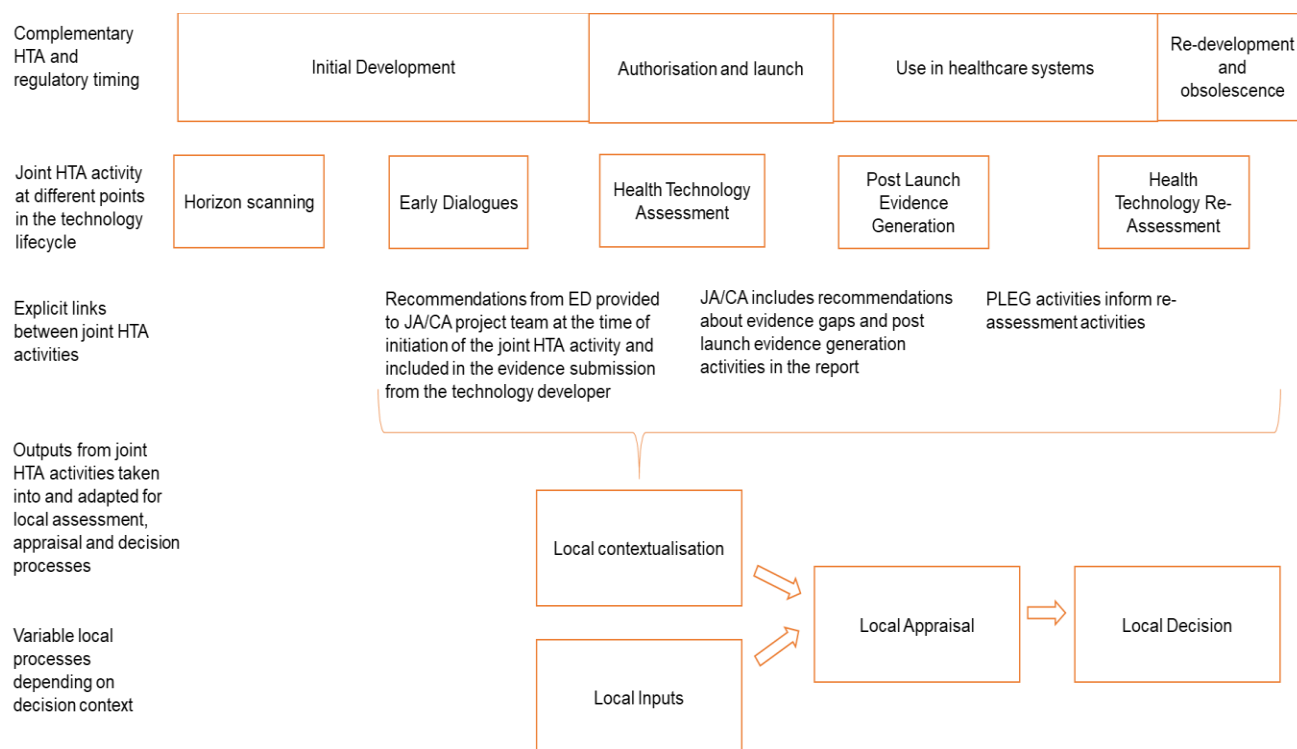 Complementary
HTA and
regulatory timing
Initial Development
Authorisation and launch
Use in healthcare systems
Re-development
and
obsolescence
Joint HTA activity
at different points
in the technology
lifecycle
Horizon scanning
Early Dialogues
Health Technology
Assessment
Post Launch
Evidence
Generation
Health
Technology Re-
Assessment
Explicit links
between joint HTA
activities
Recommendations from ED provided
to JA/CA project team at the time of
initiation of the joint HTA activity and
included in the evidence submission
from the technology developer
JA/CA includes recommendations
about evidence gaps and post
launch evidence generation
activities in the report
PLEG activities inform re-
assessment activities
Outputs from joint
HTA activities taken
into and adapted for
local assessment,
appraisal and decision
processes
Local contextualisation
Local Appraisal
Local Decision
Variable local
processes
depending on
decision context
Local Inputs